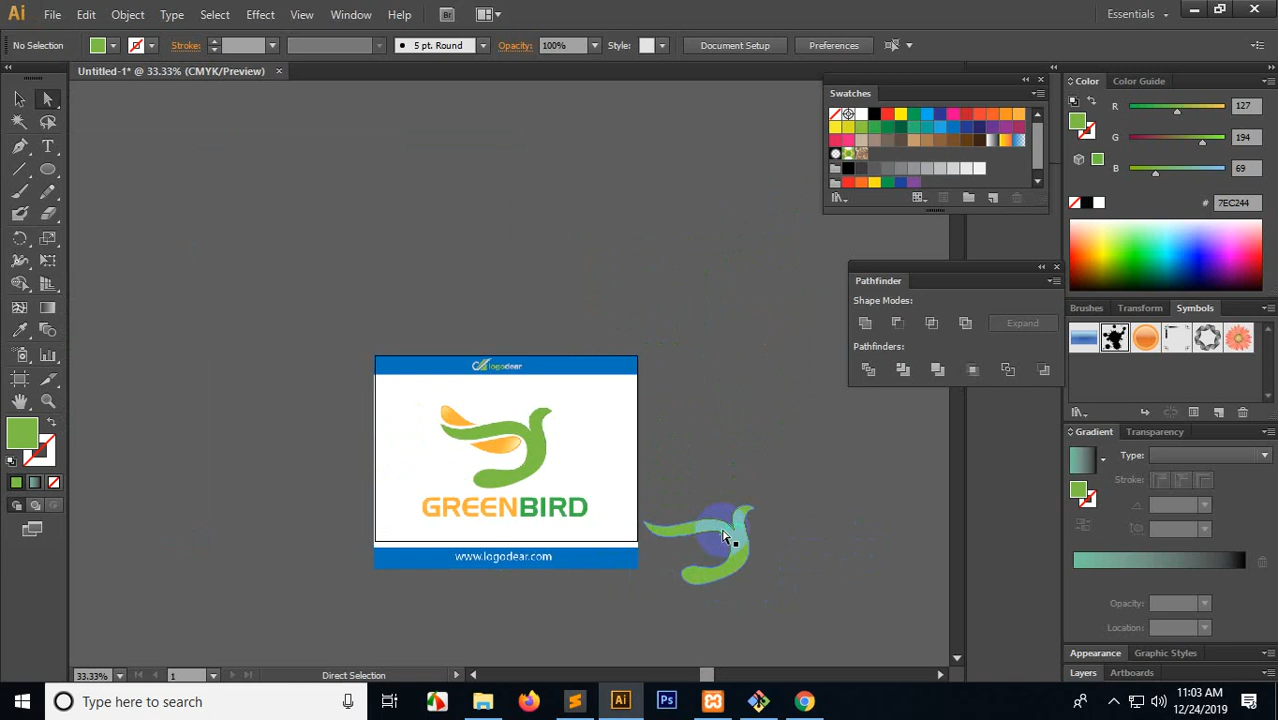 Ai File Edit Object Type Select Effect View Window Help Br Essentials
No Selection Stroke: 5 pt. Round Opacity: 100% Style: Document Setup Preferences
Untitled-1* @ 33.33% (CMYK/Preview)
Swatches
Color Color Guide
R 127
G 194
B 69
# 7EC244
Pathfinder
Shape Modes:
Expand
Pathfinders:
Brushes Transform Symbols
Gradient Transparency
Type:
Stroke:
Opacity:
Location:
Appearance Graphic Styles
Layers Artboards
logodear
GREENBIRD
www.logodear.com
33.33% 1 Direct Selection
Type here to search
Ai Ps
11:03 AM
12/24/2019